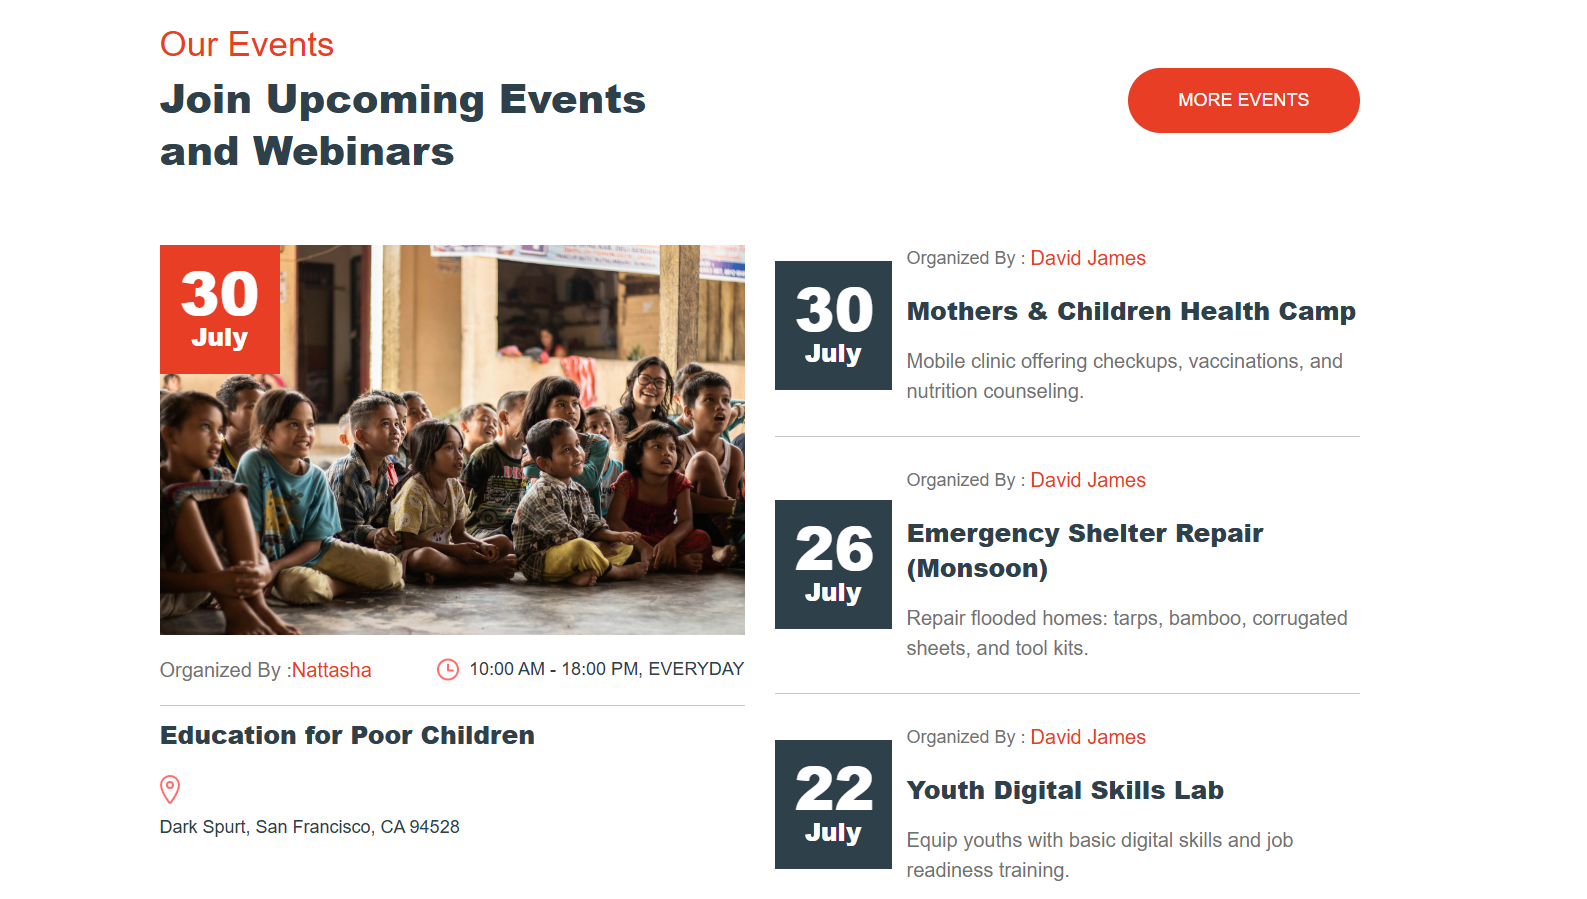 Our Events
Join Upcoming Events
and Webinars
MORE EVENTS
30
July
Organized By :Nattasha
10:00 AM - 18:00 PM, EVERYDAY
Education for Poor Children
Dark Spurt, San Francisco, CA 94528
30
July
Organized By : David James
Mothers & Children Health Camp
Mobile clinic offering checkups, vaccinations, and
nutrition counseling.
26
July
Organized By : David James
Emergency Shelter Repair
(Monsoon)
Repair flooded homes: tarps, bamboo, corrugated
sheets, and tool kits.
22
July
Organized By : David James
Youth Digital Skills Lab
Equip youths with basic digital skills and job
readiness training.